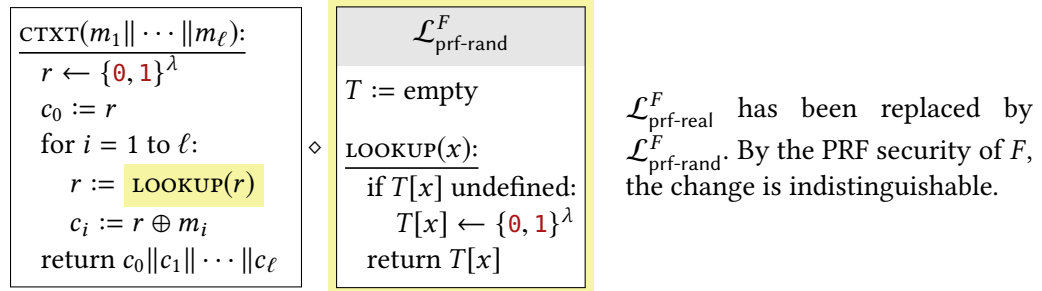 CTXT(m₁‖ ··· ‖m_ℓ):
r ← {0, 1}^λ
c₀ := r
for i = 1 to ℓ:
r := LOOKUP(r)
c_i := r ⊕ m_i
return c₀‖c₁‖ ··· ‖c_ℓ
⋄
𝓛^F_prf-rand
T := empty
LOOKUP(x):
if T[x] undefined:
T[x] ← {0, 1}^λ
return T[x]
𝓛^F_prf-real has been replaced by
𝓛^F_prf-rand. By the PRF security of F,
the change is indistinguishable.